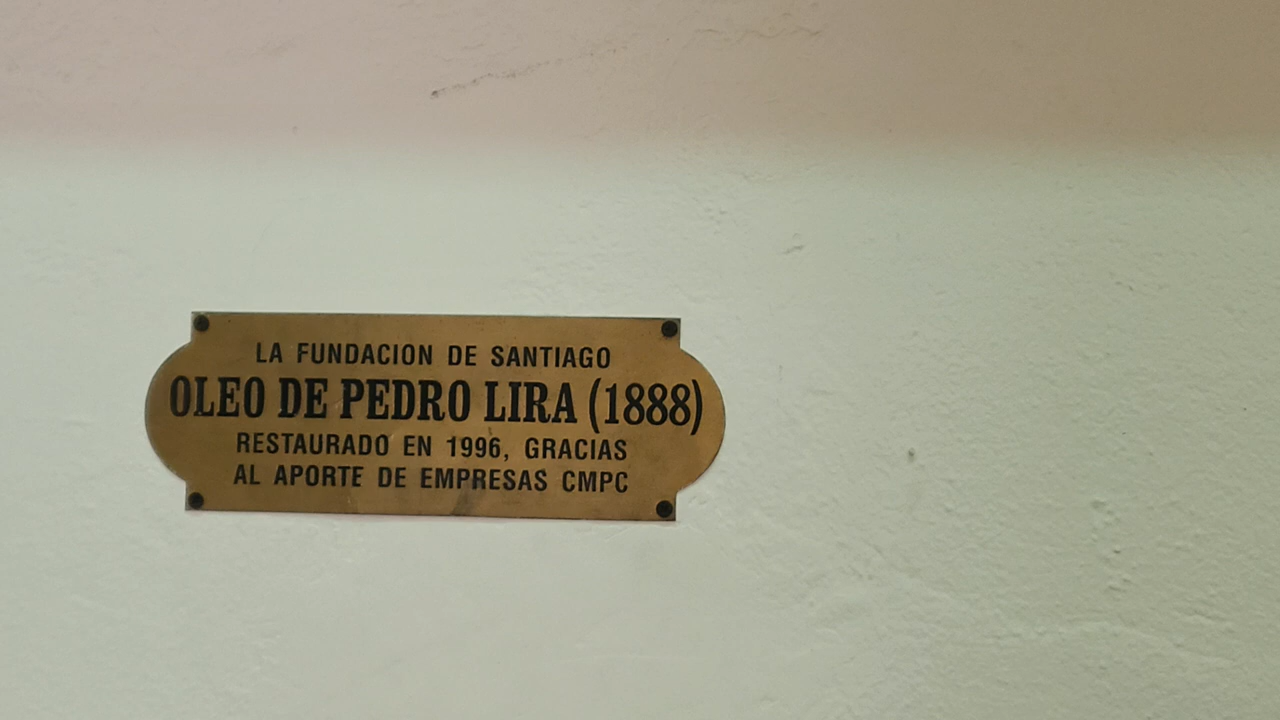 LA FUNDACION DE SANTIAGO
OLEO DE PEDRO LIRA (1888)
RESTAURADO EN 1996, GRACIAS
AL APORTE DE EMPRESAS CMPC